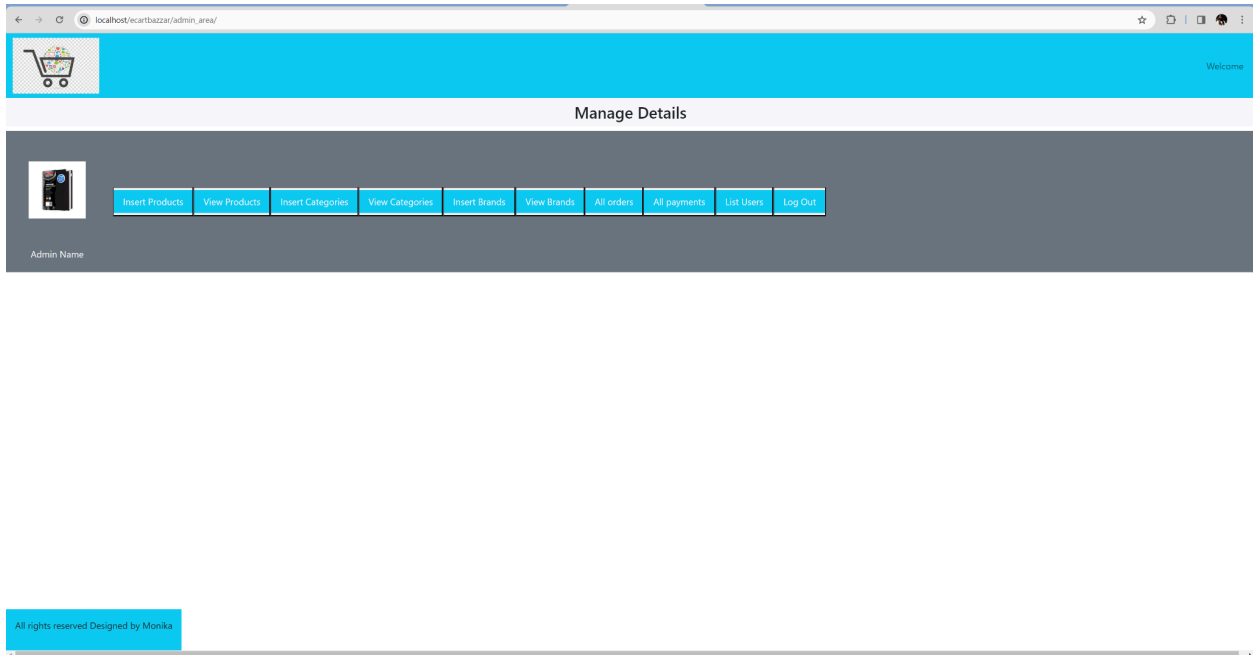 localhost/ecartbazzar/admin_area/
Welcome
Manage Details
Insert Products View Products Insert Categories View Categories Insert Brands View Brands All orders All payments List Users Log Out
Admin Name
All rights reserved Designed by Monika